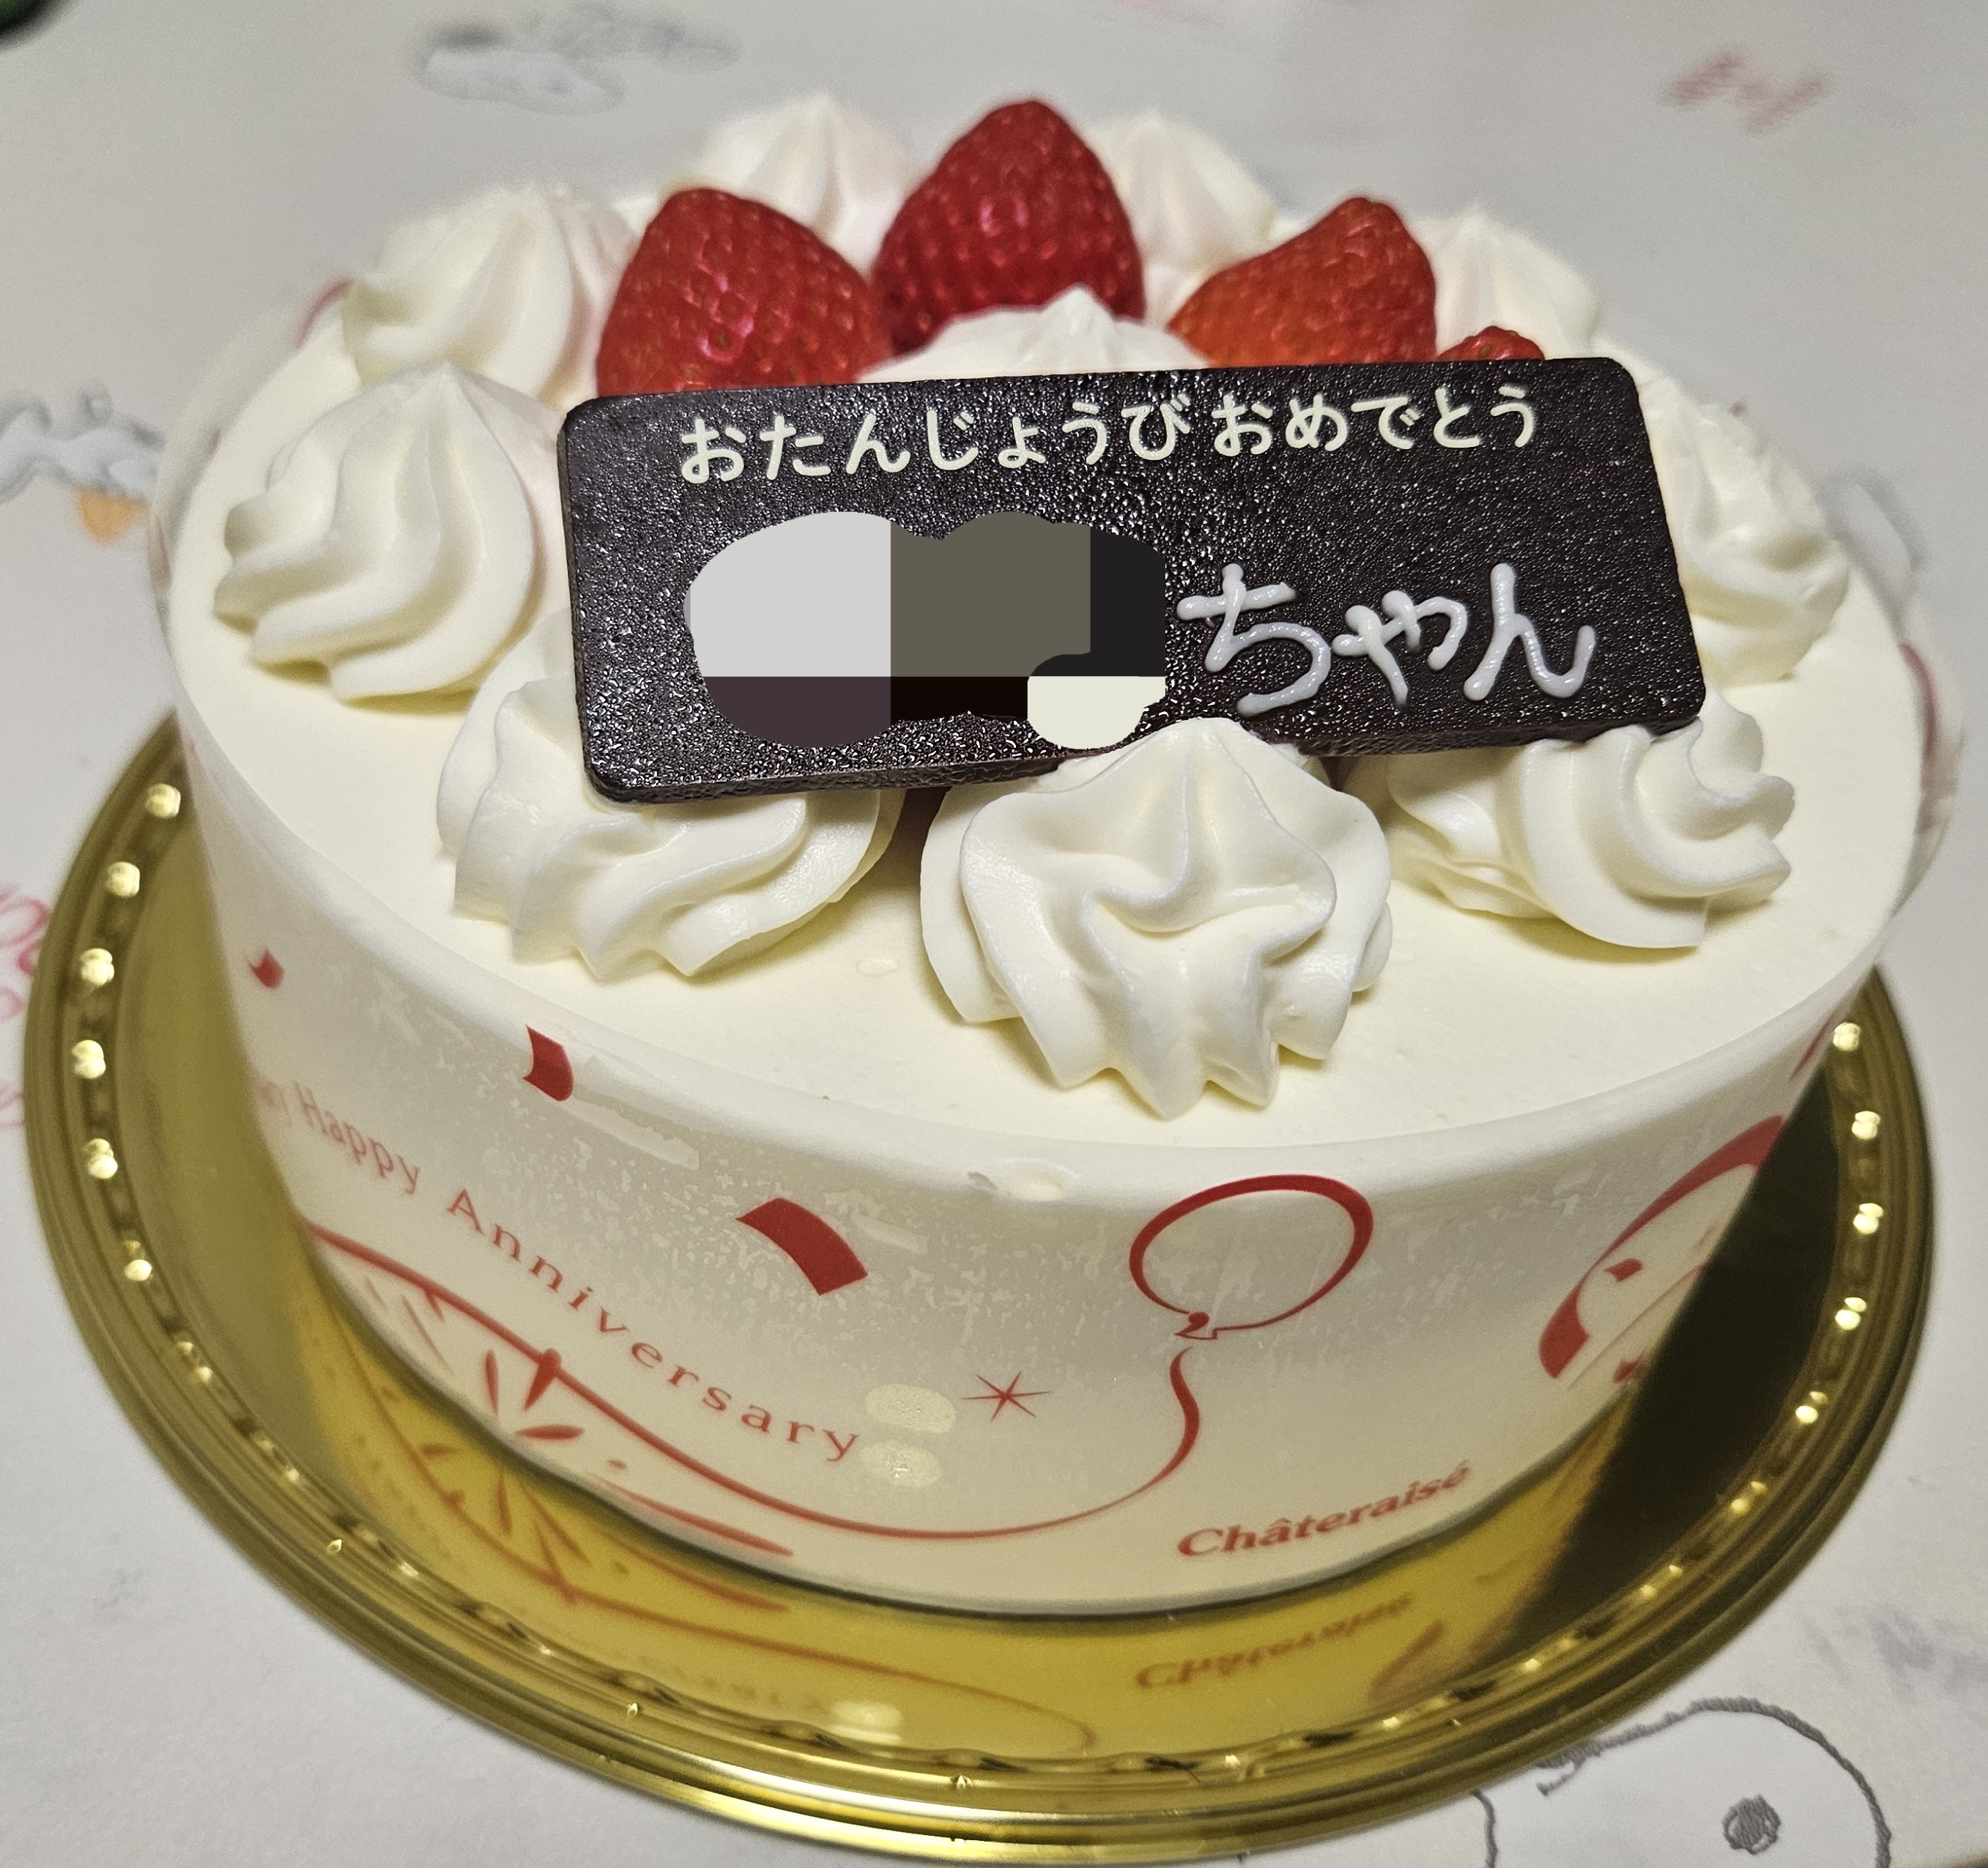 おたんじょうびおめでとう
ちゃん
Happy Anniversary
Châteraisé